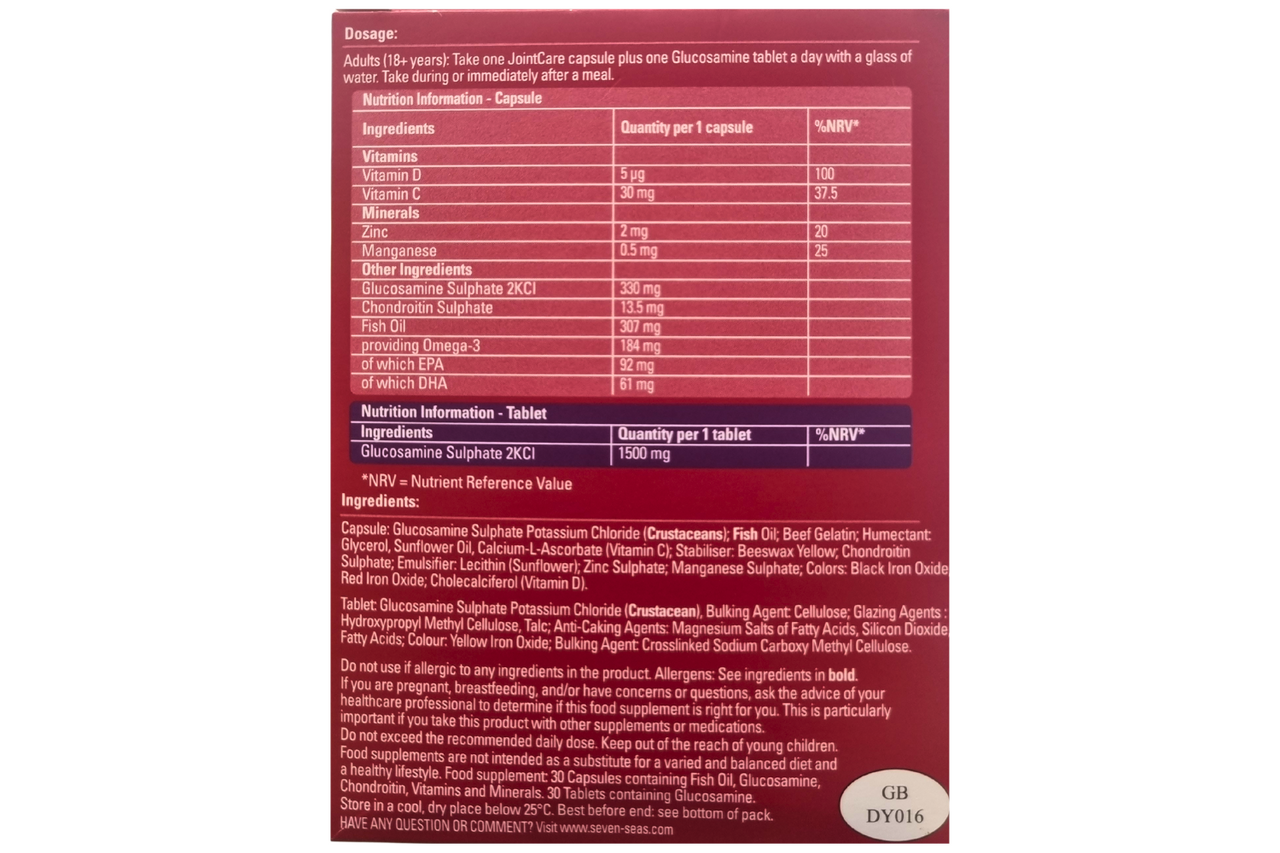 Dosage:
Adults (18+ years): Take one JointCare capsule plus one Glucosamine tablet a day with a glass of
water. Take during or immediately after a meal.
Nutrition Information - Capsule
Ingredients Quantity per 1 capsule %NRV*
Vitamins
Vitamin D 5 µg 100
Vitamin C 30 mg 37.5
Minerals
Zinc 2 mg 20
Manganese 0.5 mg 25
Other Ingredients
Glucosamine Sulphate 2KCl 330 mg
Chondroitin Sulphate 13.5 mg
Fish Oil 307 mg
providing Omega-3 184 mg
of which EPA 92 mg
of which DHA 61 mg
Nutrition Information - Tablet
Ingredients Quantity per 1 tablet %NRV*
Glucosamine Sulphate 2KCl 1500 mg
*NRV = Nutrient Reference Value
Ingredients:
Capsule: Glucosamine Sulphate Potassium Chloride (Crustaceans); Fish Oil; Beef Gelatin; Humectant:
Glycerol, Sunflower Oil, Calcium-L-Ascorbate (Vitamin C); Stabiliser: Beeswax Yellow; Chondroitin
Sulphate; Emulsifier: Lecithin (Sunflower); Zinc Sulphate; Manganese Sulphate; Colors: Black Iron Oxide,
Red Iron Oxide; Cholecalciferol (Vitamin D).
Tablet: Glucosamine Sulphate Potassium Chloride (Crustacean), Bulking Agent: Cellulose; Glazing Agents :
Hydroxypropyl Methyl Cellulose, Talc; Anti-Caking Agents: Magnesium Salts of Fatty Acids, Silicon Dioxide,
Fatty Acids; Colour: Yellow Iron Oxide; Bulking Agent: Crosslinked Sodium Carboxy Methyl Cellulose.
Do not use if allergic to any ingredients in the product. Allergens: See ingredients in bold.
If you are pregnant, breastfeeding, and/or have concerns or questions, ask the advice of your
healthcare professional to determine if this food supplement is right for you. This is particularly
important if you take this product with other supplements or medications.
Do not exceed the recommended daily dose. Keep out of the reach of young children.
Food supplements are not intended as a substitute for a varied and balanced diet and
a healthy lifestyle. Food supplement: 30 Capsules containing Fish Oil, Glucosamine,
Chondroitin, Vitamins and Minerals. 30 Tablets containing Glucosamine.
Store in a cool, dry place below 25°C. Best before end: see bottom of pack.
HAVE ANY QUESTION OR COMMENT? Visit www.seven-seas.com
GB
DY016